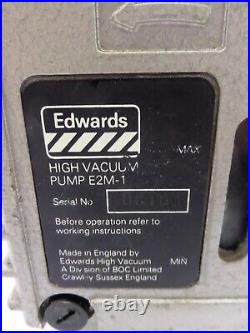 Edwards
MAX
HIGH VACUUM
PUMP E2M-1
Serial No
Before operation refer to
working instructions
Made in England by
Edwards High Vacuum
MIN
A Division of BOC Limited
Crawley Sussex England